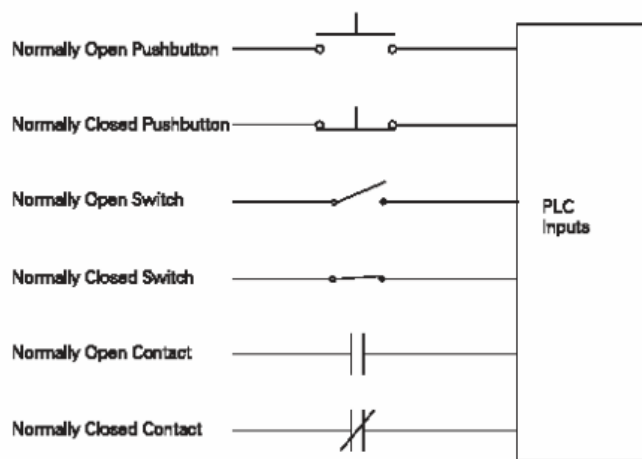 Normally Open Pushbutton
Normally Closed Pushbutton
Normally Open Switch
PLC
Inputs
Normally Closed Switch
Normally Open Contact
Normally Closed Contact